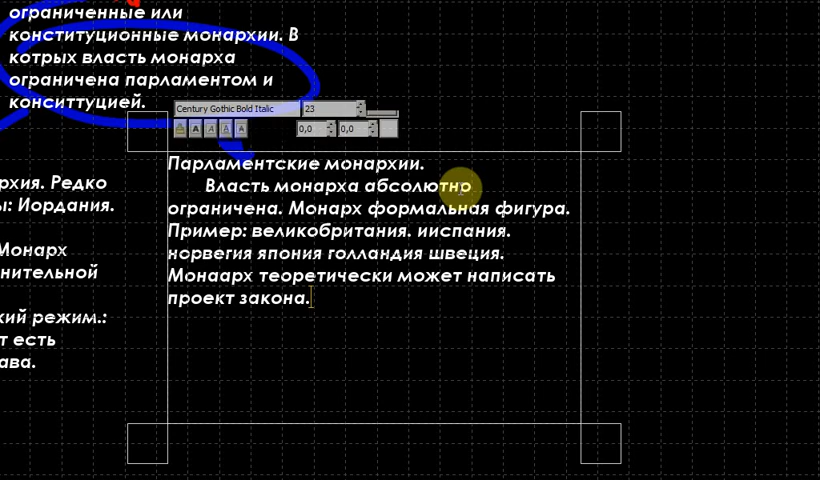 ограниченные или
конституционные монархии. В
котрых власть монарха
ограничена парламентом и
конситтуцией.
Century Gothic Bold Italic
23
0,0
0,0
Парламентские монархии.
Власть монарха абсолютнр
ограничена. Монарх формальная фигура.
Пример: великобритания. ииспания.
норвегия япония голландия швеция.
Монаарх теоретически может написать
проект закона.
рхия. Редко
ы: Иордания.
Монарх
нительной
кий режим.:
т есть
ава.